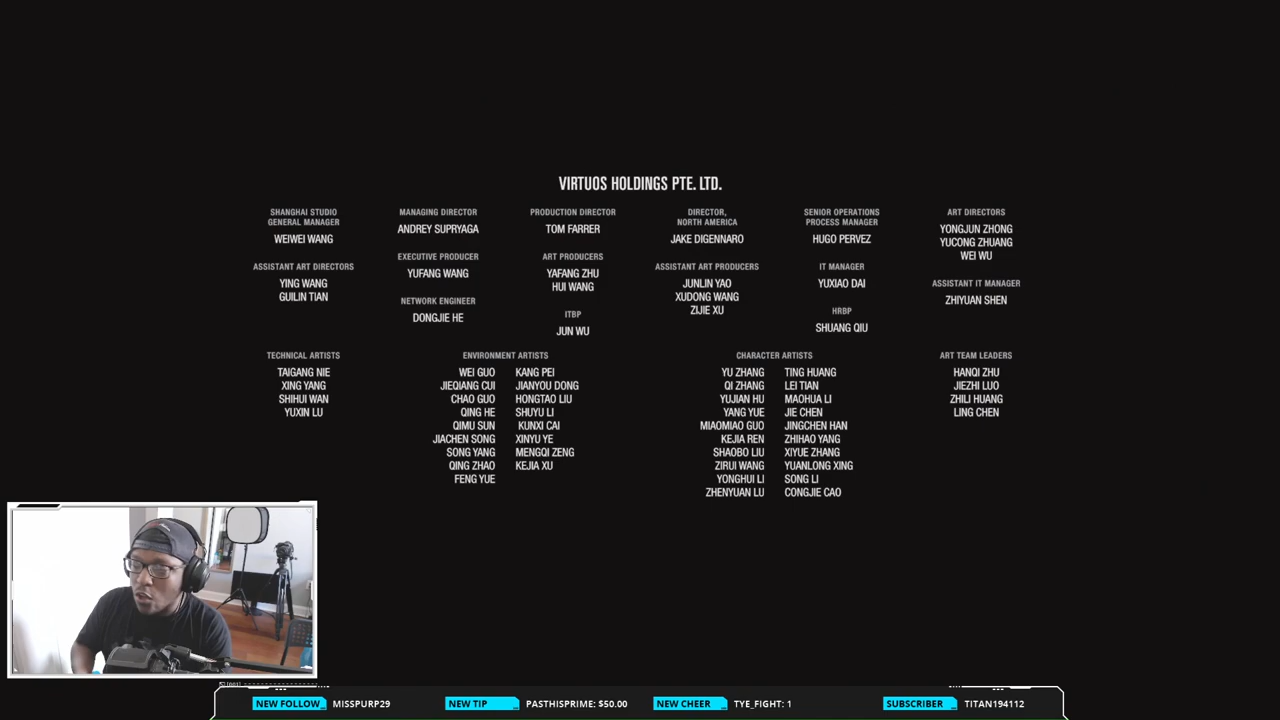 VIRTUOS HOLDINGS PTE. LTD.
SHANGHAI STUDIO
GENERAL MANAGER
WEIWEI WANG
MANAGING DIRECTOR
ANDREY SUPRYAGA
PRODUCTION DIRECTOR
TOM FARRER
DIRECTOR,
NORTH AMERICA
JAKE DIGENNARO
SENIOR OPERATIONS
PROCESS MANAGER
HUGO PERVEZ
ART DIRECTORS
YONGJUN ZHONG
YUCONG ZHUANG
WEI WU
ASSISTANT ART DIRECTORS
YING WANG
GUILIN TIAN
EXECUTIVE PRODUCER
YUFANG WANG
ART PRODUCERS
YAFANG ZHU
HUI WANG
ASSISTANT ART PRODUCERS
JUNLIN YAO
XUDONG WANG
ZIJIE XU
IT MANAGER
YUXIAO DAI
ASSISTANT IT MANAGER
ZHIYUAN SHEN
NETWORK ENGINEER
DONGJIE HE
ITBP
JUN WU
HRBP
SHUANG QIU
TECHNICAL ARTISTS
TAIGANG NIE
XING YANG
SHIHUI WAN
YUXIN LU
ENVIRONMENT ARTISTS
WEI GUO KANG PEI
JIEQIANG CUI JIANYOU DONG
CHAO GUO HONGTAO LIU
QING HE SHUYU LI
QIMU SUN KUNXI CAI
JIACHEN SONG XINYU YE
SONG YANG MENGQI ZENG
QING ZHAO KEJIA XU
FENG YUE
CHARACTER ARTISTS
YU ZHANG TING HUANG
QI ZHANG LEI TIAN
YUJIAN HU MAOHUA LI
YANG YUE JIE CHEN
MIAOMIAO GUO JINGCHEN HAN
KEJIA REN ZHIHAO YANG
SHAOBO LIU XIYUE ZHANG
ZIRUI WANG YUANLONG XING
YONGHUI LI SONG LI
ZHENYUAN LU CONGJIE CAO
ART TEAM LEADERS
HANQI ZHU
JIEZHI LUO
ZHILI HUANG
LING CHEN
NEW FOLLOW MISSPURP29 NEW TIP PASTHISPRIME: $50.00 NEW CHEER TYE_FIGHT: 1 SUBSCRIBER TITAN194112